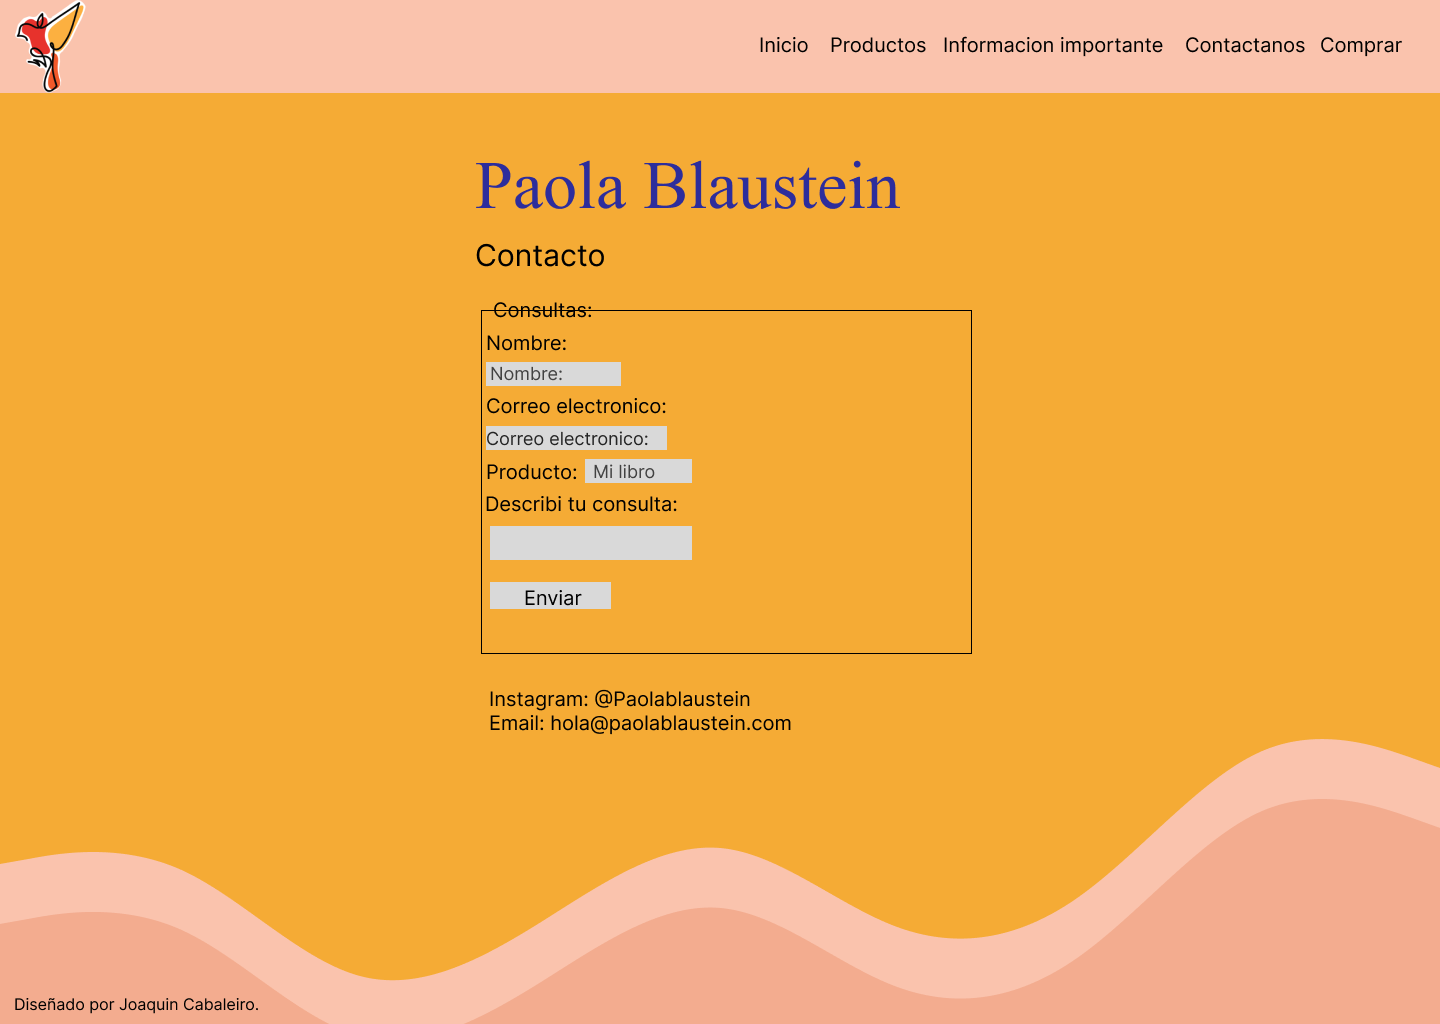 Inicio Productos Informacion importante Contactanos Comprar
Paola Blaustein
Contacto
Consultas:
Nombre:
Nombre:
Correo electronico:
Correo electronico:
Producto: Mi libro
Describi tu consulta:
Enviar
Instagram: @Paolablaustein
Email: hola@paolablaustein.com
Diseñado por Joaquin Cabaleiro.